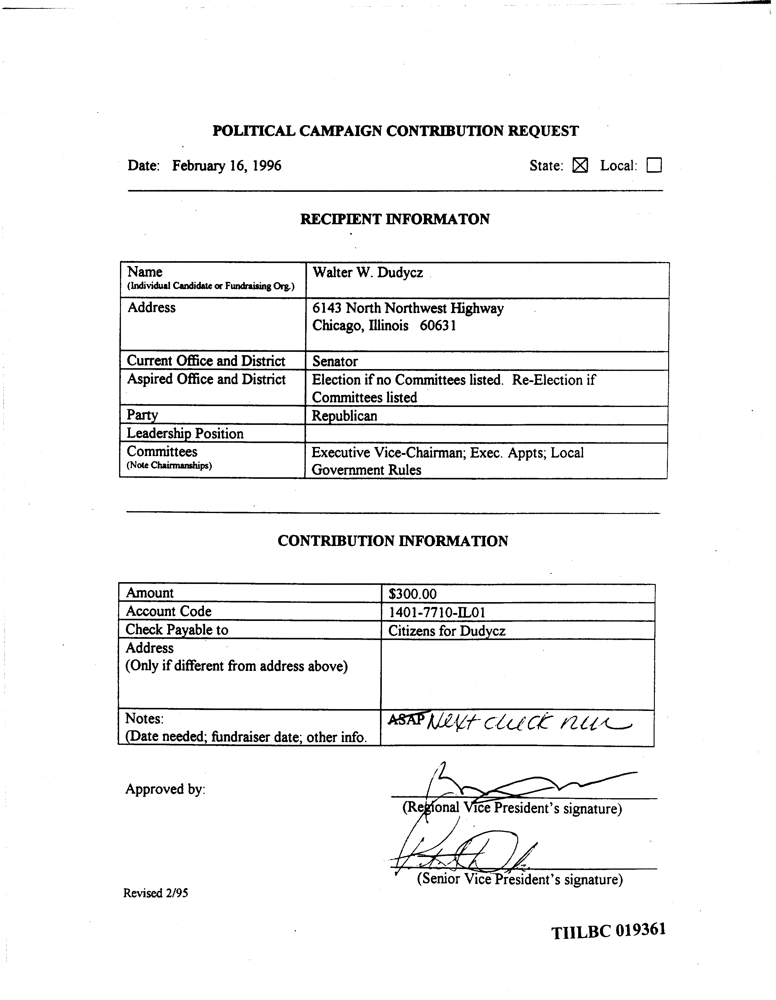 POLITICAL CAMPAIGN CONTRIBUTION REQUEST
Date: February 16, 1996 State: ☒ Local: ☐
RECIPIENT INFORMATON
Name Walter W. Dudycz
(Individual Candidate or Fundraising Org.)
Address 6143 North Northwest Highway
Chicago, Illinois 60631
Current Office and District Senator
Aspired Office and District Election if no Committees listed. Re-Election if
Committees listed
Party Republican
Leadership Position
Committees Executive Vice-Chairman; Exec. Appts; Local
(Note Chairmanships) Government Rules
CONTRIBUTION INFORMATION
Amount $300.00
Account Code 1401-7710-IL01
Check Payable to Citizens for Dudycz
Address
(Only if different from address above)
Notes: ASAP Next check run
(Date needed; fundraiser date; other info.
Approved by:
(Regional Vice President's signature)
(Senior Vice President's signature)
Revised 2/95
TIILBC 019361